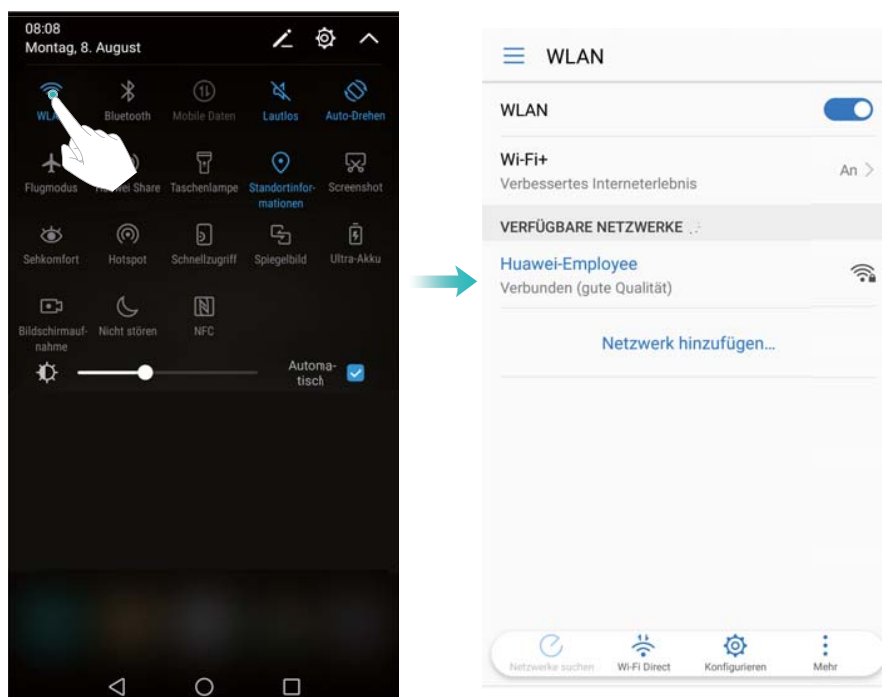 08:08
Montag, 8. August
WLA
Bluetooth
Mobile Daten
Lautlos
Auto-Drehen
Flugmodus
Share
Taschenlampe
Standortinfor-
mationen
Screenshot
Sehkomfort
Hotspot
Schnellzugriff
Spiegelbild
Ultra-Akku
Bildschirmauf-
nahme
Nicht stören
NFC
Automa-
tisch
WLAN
WLAN
Wi-Fi+
Verbessertes Interneterlebnis
An
VERFÜGBARE NETZWERKE
Huawei-Employee
Verbunden (gute Qualität)
Netzwerk hinzufügen...
Netzwerke suchen
Wi-Fi Direct
Konfigurieren
Mehr